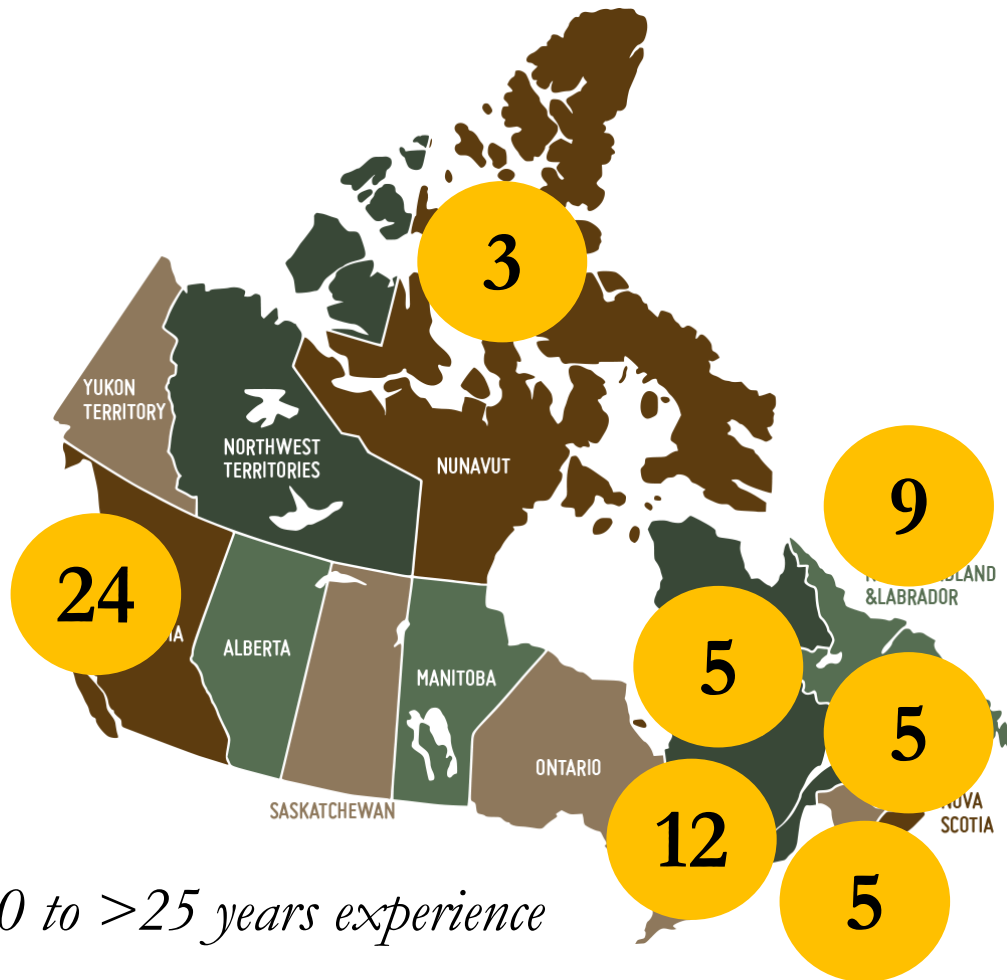 3
YUKON
TERRITORY
NORTHWEST
TERRITORIES
NUNAVUT
9
&LABRADOR
24
ALBERTA
5
MANITOBA
5
ONTARIO
SASKATCHEWAN
NOVA
SCOTIA
12
5
0 to >25 years experience